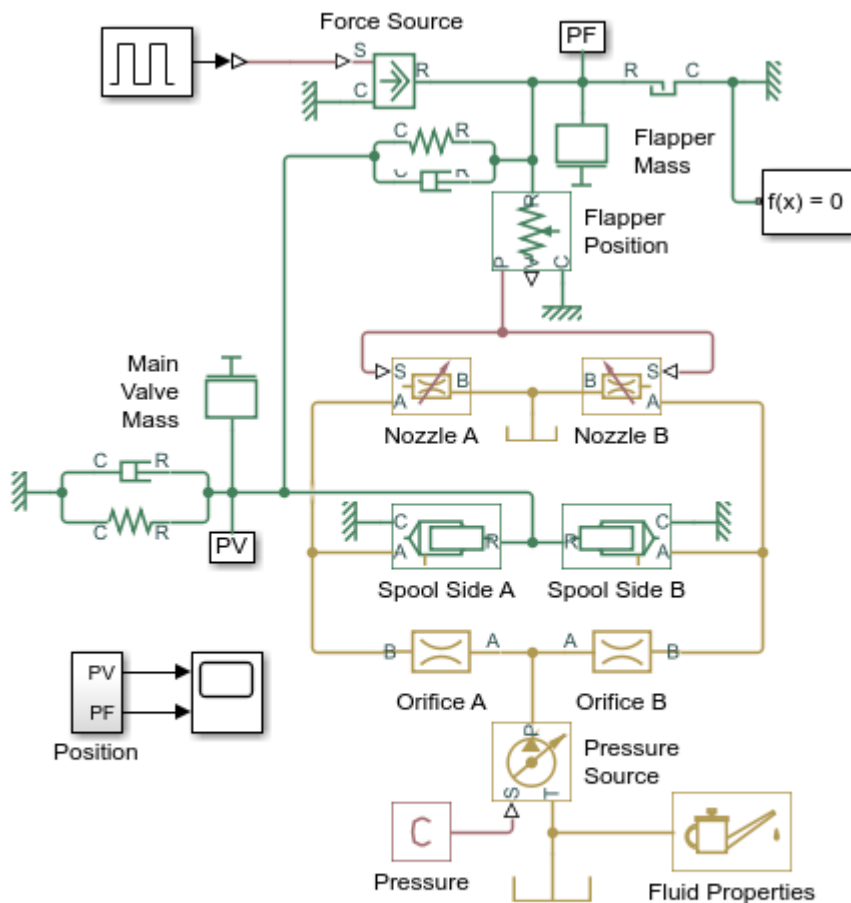 Force Source
PF
S
R
C
R
C
C
R
C
R
Flapper
Mass
f(x) = 0
R
Flapper
Position
P
V
C
Main
Valve
Mass
S
B
A
B
S
A
Nozzle A
Nozzle B
C
R
C
R
PV
C
A
R
R
C
A
Spool Side A
Spool Side B
B
A
A
B
Orifice A
Orifice B
PV
PF
Position
P
S
T
Pressure
Source
C
Pressure
Fluid Properties